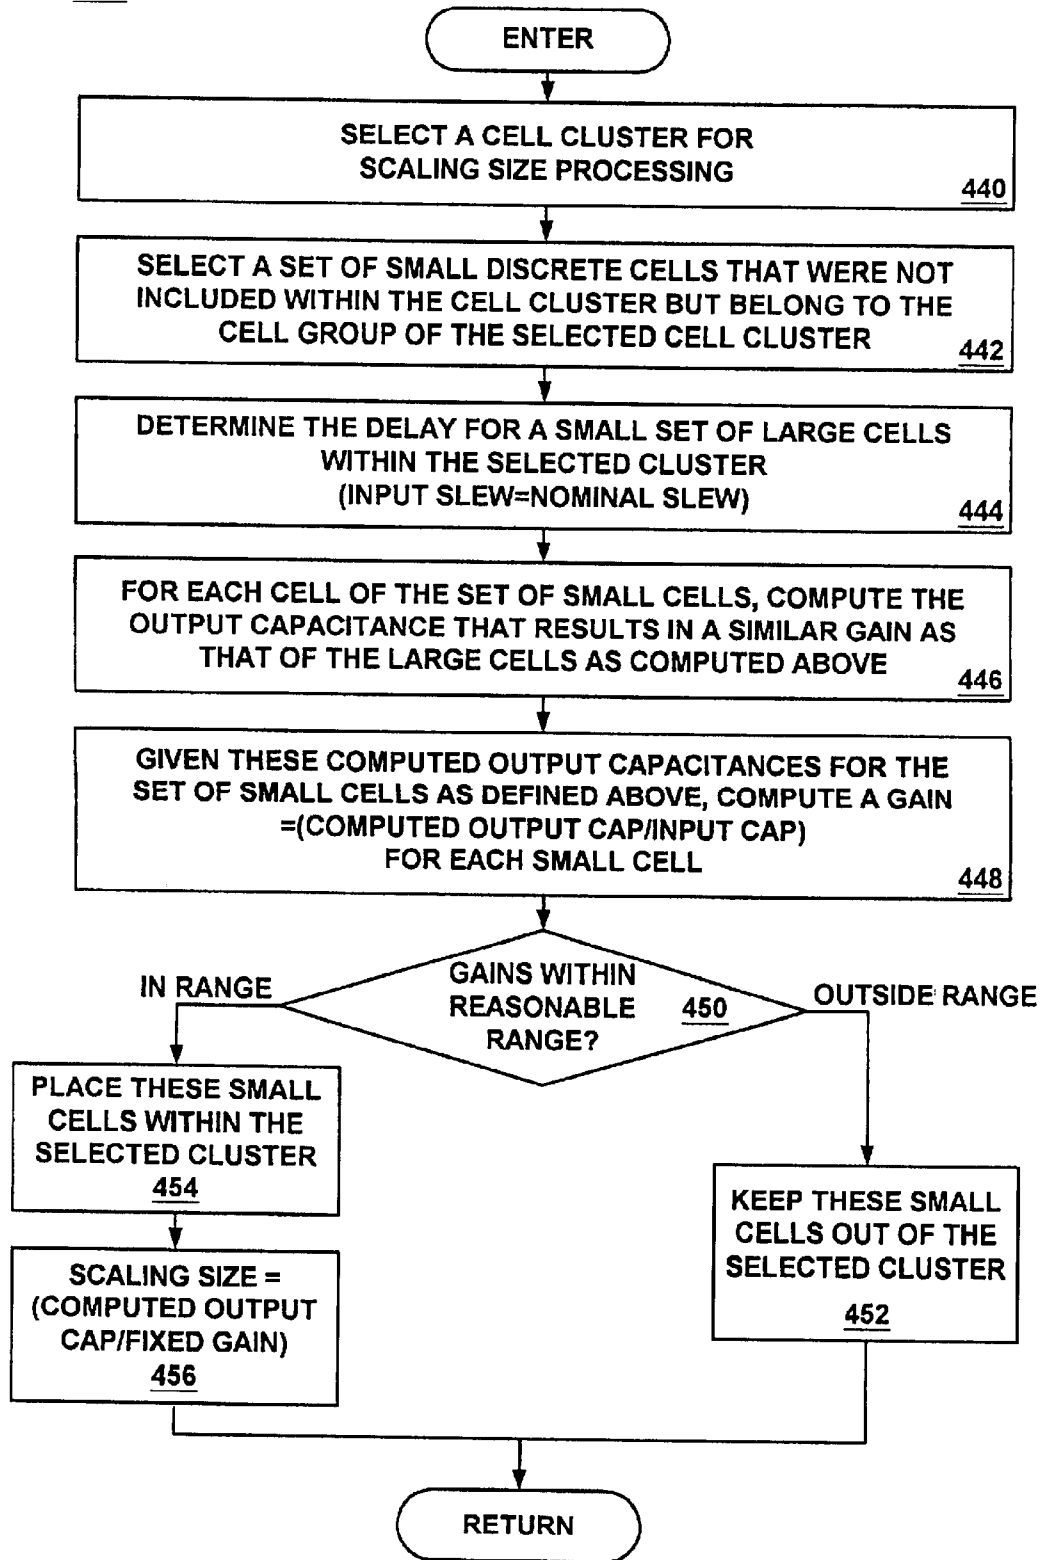 ENTER
SELECT A CELL CLUSTER FOR
SCALING SIZE PROCESSING
440
SELECT A SET OF SMALL DISCRETE CELLS THAT WERE NOT
INCLUDED WITHIN THE CELL CLUSTER BUT BELONG TO THE
CELL GROUP OF THE SELECTED CELL CLUSTER
442
DETERMINE THE DELAY FOR A SMALL SET OF LARGE CELLS
WITHIN THE SELECTED CLUSTER
(INPUT SLEW=NOMINAL SLEW)
444
FOR EACH CELL OF THE SET OF SMALL CELLS, COMPUTE THE
OUTPUT CAPACITANCE THAT RESULTS IN A SIMILAR GAIN AS
THAT OF THE LARGE CELLS AS COMPUTED ABOVE
446
GIVEN THESE COMPUTED OUTPUT CAPACITANCES FOR THE
SET OF SMALL CELLS AS DEFINED ABOVE, COMPUTE A GAIN
=(COMPUTED OUTPUT CAP/INPUT CAP)
FOR EACH SMALL CELL
448
GAINS WITHIN
REASONABLE
RANGE?
450
IN RANGE
OUTSIDE RANGE
PLACE THESE SMALL
CELLS WITHIN THE
SELECTED CLUSTER
454
SCALING SIZE =
(COMPUTED OUTPUT
CAP/FIXED GAIN)
456
KEEP THESE SMALL
CELLS OUT OF THE
SELECTED CLUSTER
452
RETURN